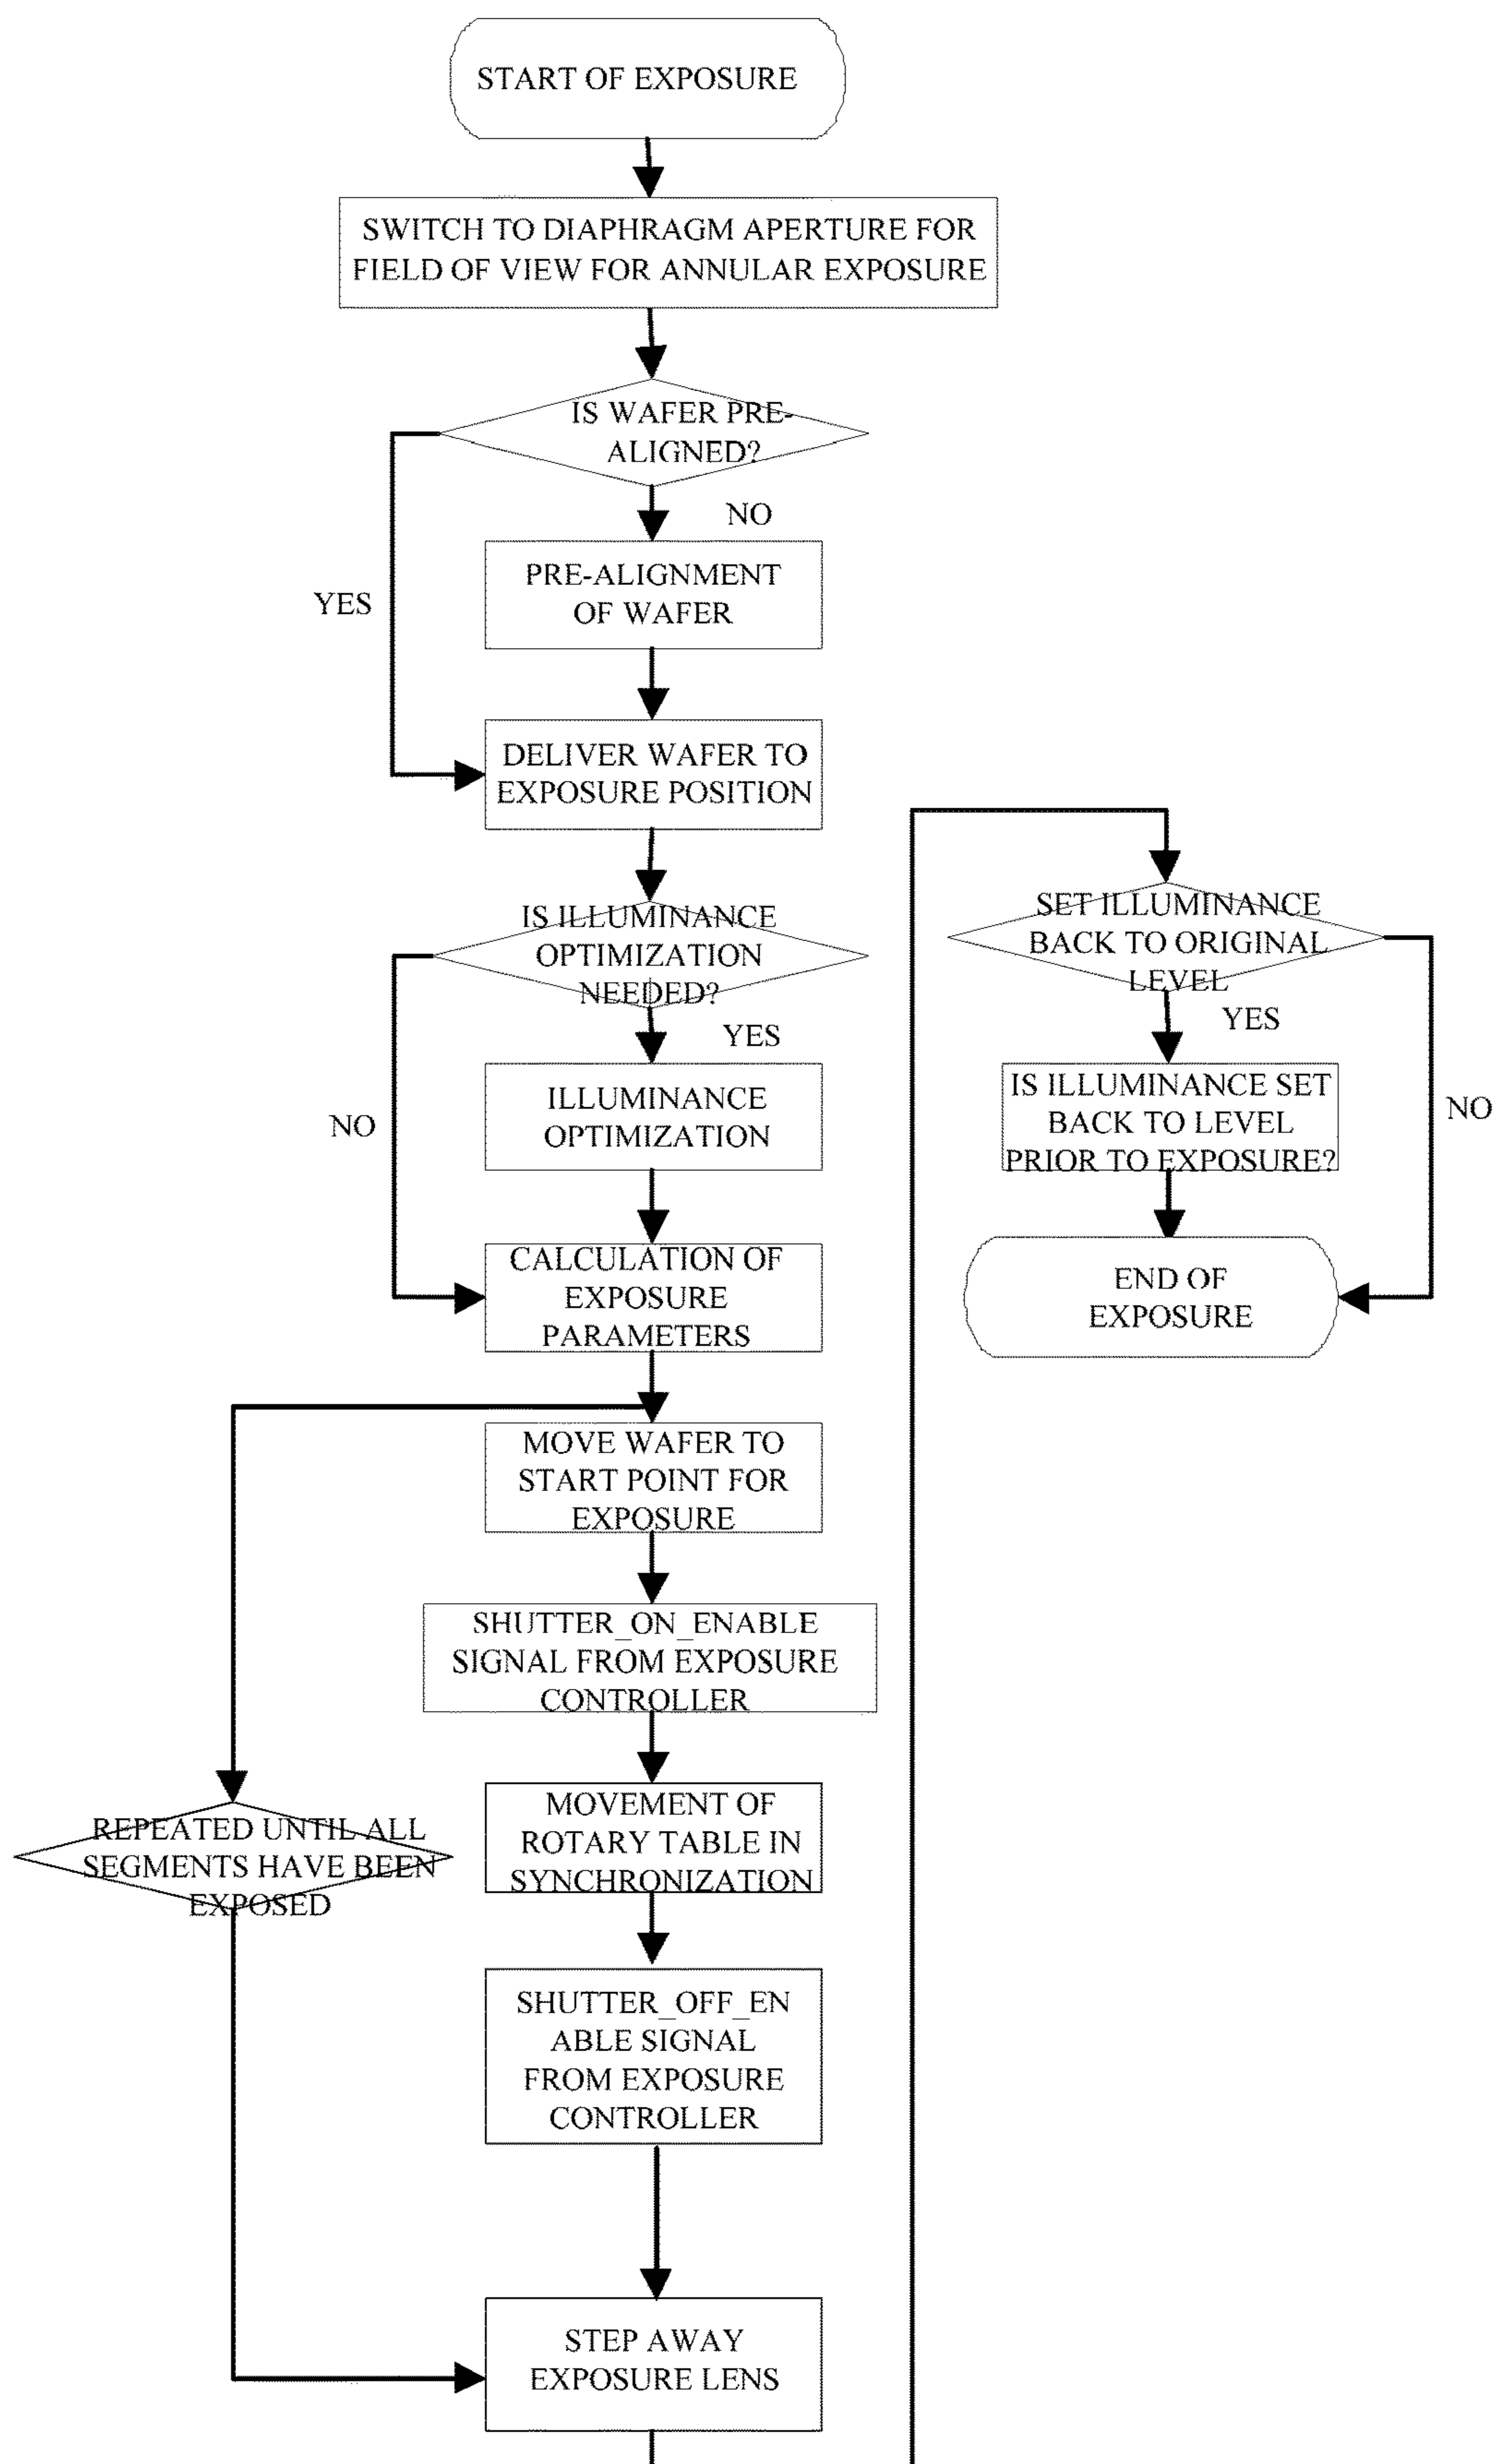 START OF EXPOSURE
SWITCH TO DIAPHRAGM APERTURE FOR
FIELD OF VIEW FOR ANNULAR EXPOSURE
IS WAFER PRE-
ALIGNED?
NO
YES
PRE-ALIGNMENT
OF WAFER
DELIVER WAFER TO
EXPOSURE POSITION
IS ILLUMINANCE
OPTIMIZATION
NEEDED?
YES
NO
ILLUMINANCE
OPTIMIZATION
CALCULATION OF
EXPOSURE
PARAMETERS
MOVE WAFER TO
START POINT FOR
EXPOSURE
SHUTTER_ON_ENABLE
SIGNAL FROM EXPOSURE
CONTROLLER
MOVEMENT OF
ROTARY TABLE IN
SYNCHRONIZATION
REPEATED UNTIL ALL
SEGMENTS HAVE BEEN
EXPOSED
SHUTTER_OFF_EN
ABLE SIGNAL
FROM EXPOSURE
CONTROLLER
STEP AWAY
EXPOSURE LENS
SET ILLUMINANCE
BACK TO ORIGINAL
LEVEL
YES
NO
IS ILLUMINANCE SET
BACK TO LEVEL
PRIOR TO EXPOSURE?
END OF
EXPOSURE